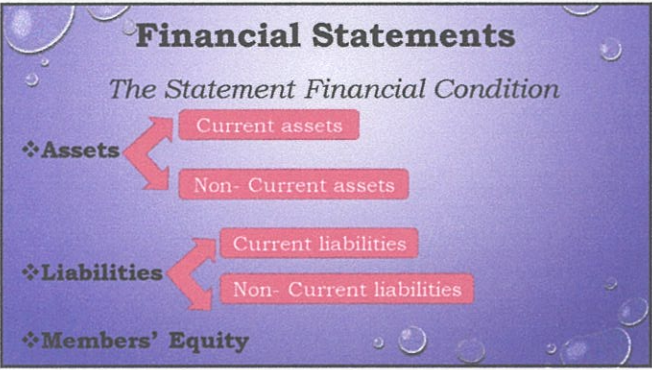 Financial Statements
The Statement Financial Condition
Current assets
❖Assets
Non- Current assets
Current liabilities
❖Liabilities
Non- Current liabilities
❖Members' Equity